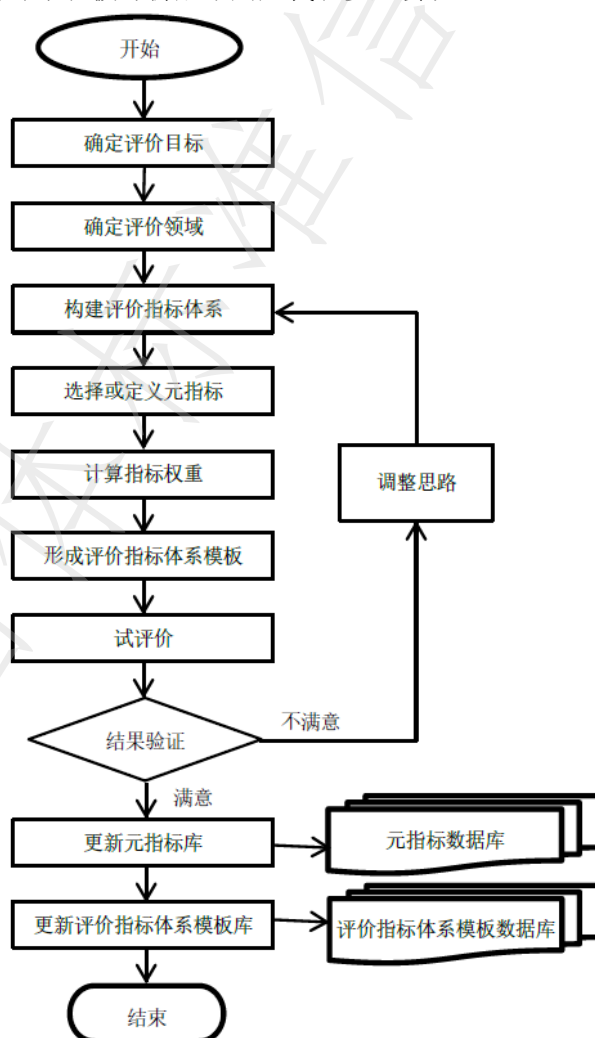 开始
确定评价目标
确定评价领域
构建评价指标体系
选择或定义元指标
计算指标权重
调整思路
形成评价指标体系模板
试评价
不满意
结果验证
满意
更新元指标库
元指标数据库
更新评价指标体系模板库
评价指标体系模板数据库
结束